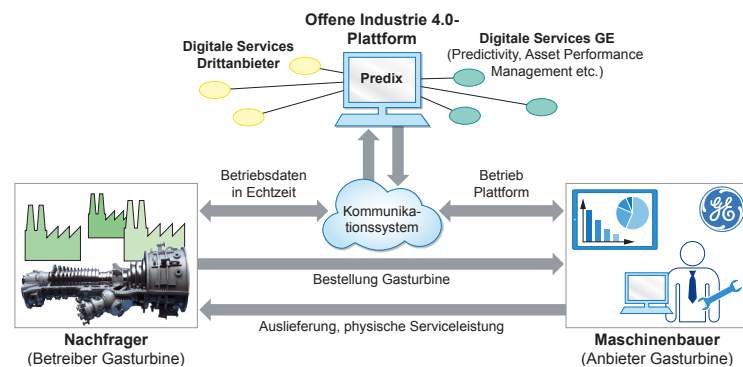 Offene Industrie 4.0-
Plattform
Digitale Services
Drittanbieter
Predix
Digitale Services GE
(Predictivity, Asset Performance
Management etc.)
Betriebsdaten
in Echtzeit
Betrieb
Plattform
Kommunika-
tionssystem
GE
Bestellung Gasturbine
Auslieferung, physische Serviceleistung
Nachfrager
(Betreiber Gasturbine)
Maschinenbauer
(Anbieter Gasturbine)